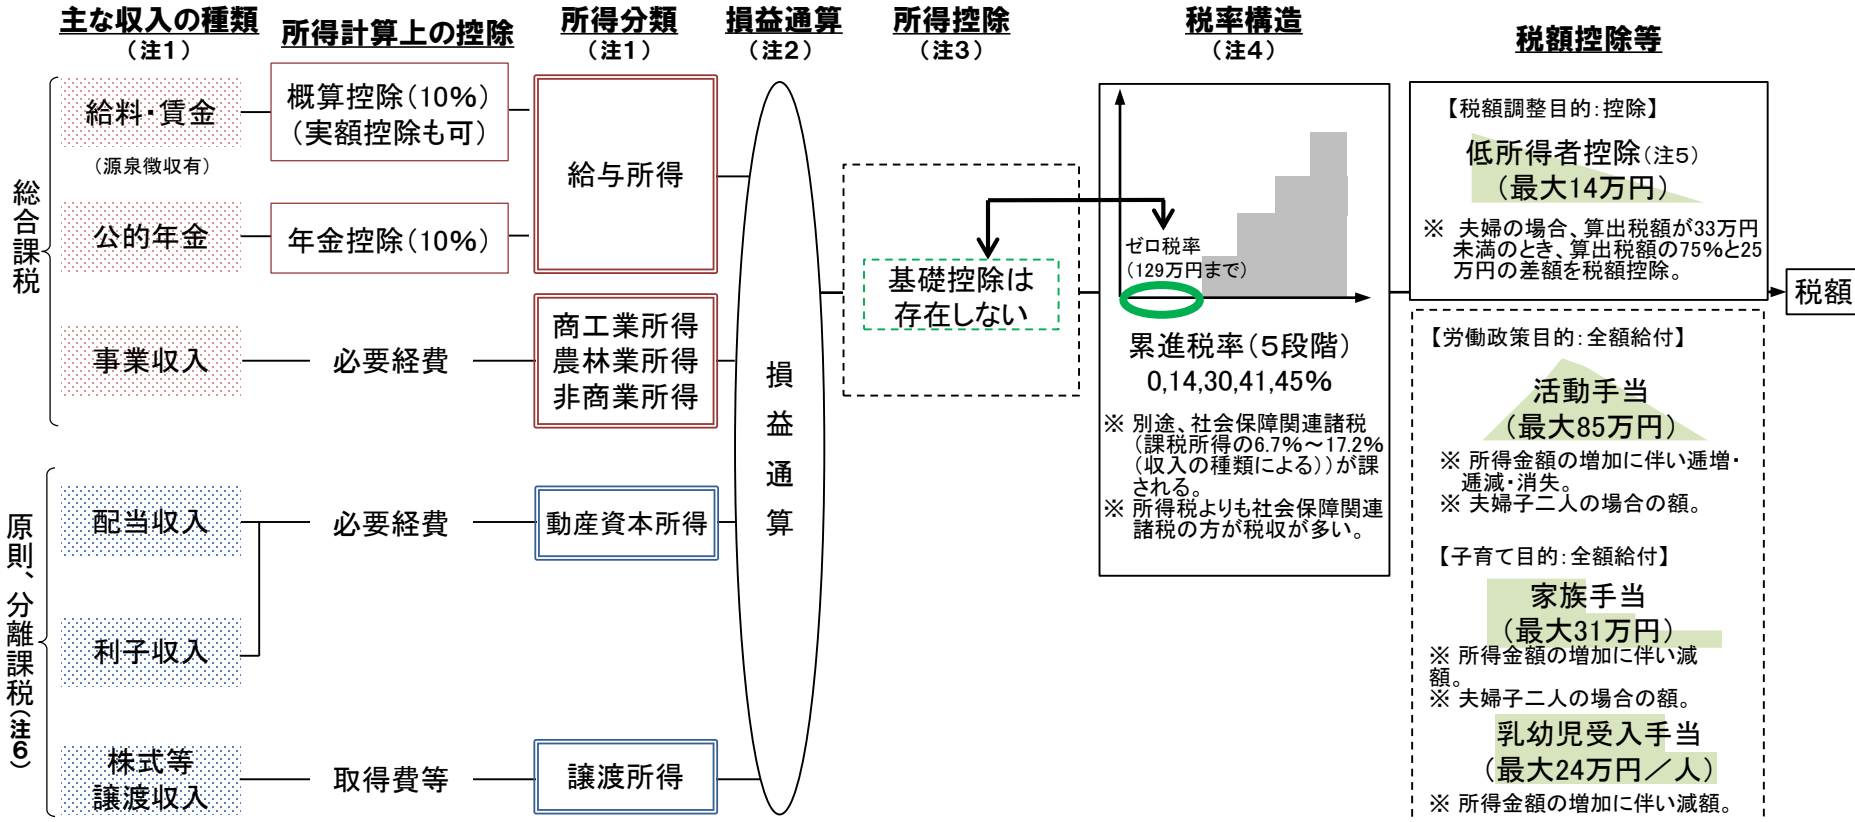 主な収入の種類
（注1）
所得計算上の控除
所得分類
（注1）
損益通算
（注2）
所得控除
（注3）
税率構造
（注4）
税額控除等
総合課税
給料・賃金
（源泉徴収有）
概算控除（10％）
（実額控除も可）
給与所得
公的年金
年金控除（10％）
事業収入
必要経費
商工業所得
農林業所得
非商業所得
原則、分離課税（注6）
配当収入
必要経費
動産資本所得
利子収入
株式等
譲渡収入
取得費等
譲渡所得
損益通算
基礎控除は
存在しない
ゼロ税率
（129万円まで）
累進税率（5段階）
0,14,30,41,45%
※ 別途、社会保障関連諸税
（課税所得の6.7%～17.2%
（収入の種類による））が課
される。
※ 所得税よりも社会保障関連
諸税の方が税収が多い。
【税額調整目的：控除】
低所得者控除（注5）
（最大14万円）
※ 夫婦の場合、算出税額が33万円
未満のとき、算出税額の75%と25
万円の差額を税額控除。
税額
【労働政策目的：全額給付】
活動手当
（最大85万円）
※ 所得金額の増加に伴い逓増・
逓減・消失。
※ 夫婦子二人の場合の額。
【子育て目的：全額給付】
家族手当
（最大31万円）
※ 所得金額の増加に伴い減
額。
※ 夫婦子二人の場合の額。
乳幼児受入手当
（最大24万円／人）
※ 所得金額の増加に伴い減額。